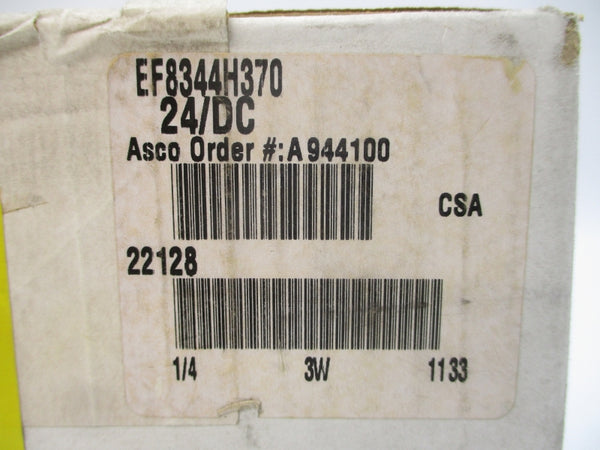 EF8344H370
24/DC
Asco Order #:A944100
CSA
22128
1/4 3W 1133